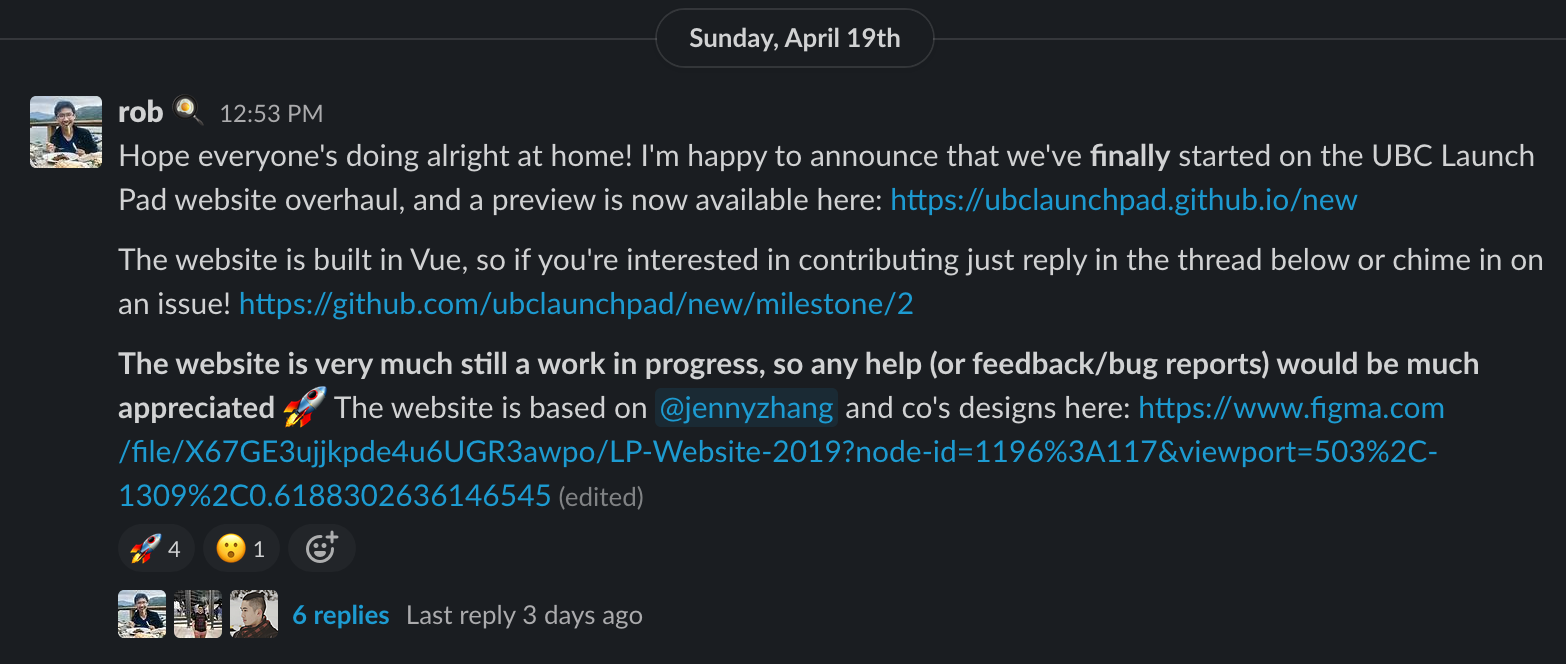 Sunday, April 19th
rob 🍳 12:53 PM
Hope everyone's doing alright at home! I'm happy to announce that we've finally started on the UBC Launch
Pad website overhaul, and a preview is now available here: https://ubclaunchpad.github.io/new
The website is built in Vue, so if you're interested in contributing just reply in the thread below or chime in on
an issue! https://github.com/ubclaunchpad/new/milestone/2
The website is very much still a work in progress, so any help (or feedback/bug reports) would be much
appreciated 🚀 The website is based on @jennyzhang and co's designs here: https://www.figma.com
/file/X67GE3ujjkpde4u6UGR3awpo/LP-Website-2019?node-id=1196%3A117&viewport=503%2C-
1309%2C0.6188302636146545 (edited)
🚀 4 😮 1
6 replies Last reply 3 days ago